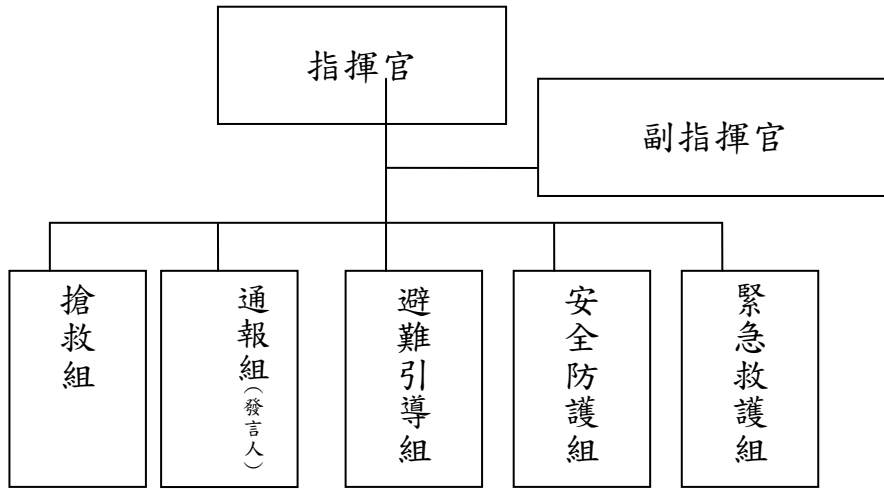 指揮官
副指揮官
搶救組
通報組(發言人)
避難引導組
安全防護組
緊急救護組